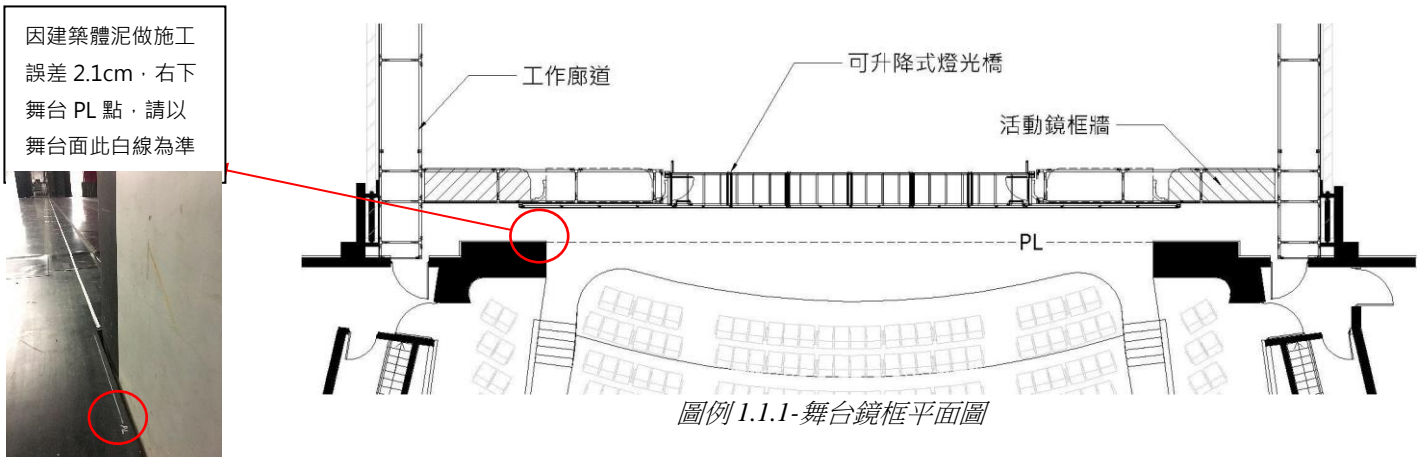 因建築體泥做施工
誤差 2.1cm，右下
舞台 PL 點，請以
舞台面此白線為準
工作廊道
可升降式燈光橋
活動鏡框牆
PL
PL
圖例 1.1.1-舞台鏡框平面圖